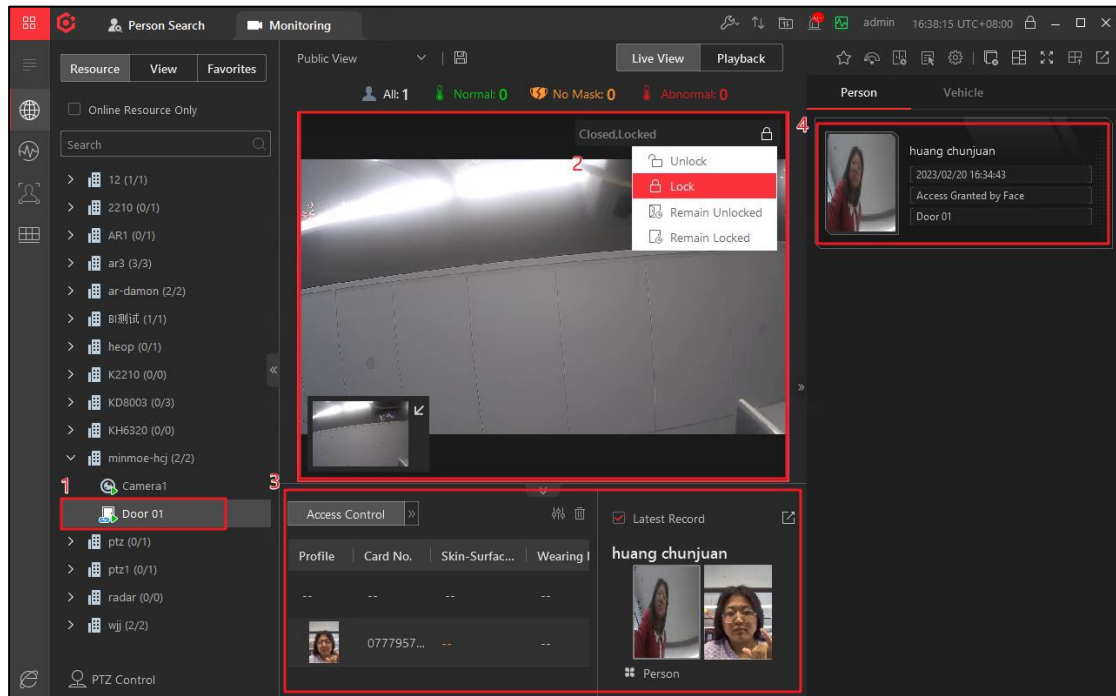 Person Search
Monitoring
admin
16:38:15 UTC+08:00
Resource
View
Favorites
Online Resource Only
Search
12 (1/1)
2210 (0/1)
AR1 (0/1)
ar3 (3/3)
ar-damon (2/2)
BI测试 (1/1)
heop (0/1)
K2210 (0/0)
KD8003 (0/3)
KH6320 (0/0)
minmoe-hcj (2/2)
1
Camera1
Door 01
ptz (0/1)
ptz1 (0/1)
radar (0/0)
wjj (2/2)
PTZ Control
Public View
Live View
Playback
All: 1
Normal: 0
No Mask: 0
Abnormal: 0
Closed,Locked
2
Unlock
Lock
Remain Unlocked
Remain Locked
3
Access Control
Profile
Card No.
Skin-Surfac...
Wearing
--
--
--
--
0777957...
--
--
Latest Record
huang chunjuan
Person
Person
Vehicle
4
huang chunjuan
2023/02/20 16:34:43
Access Granted by Face
Door 01